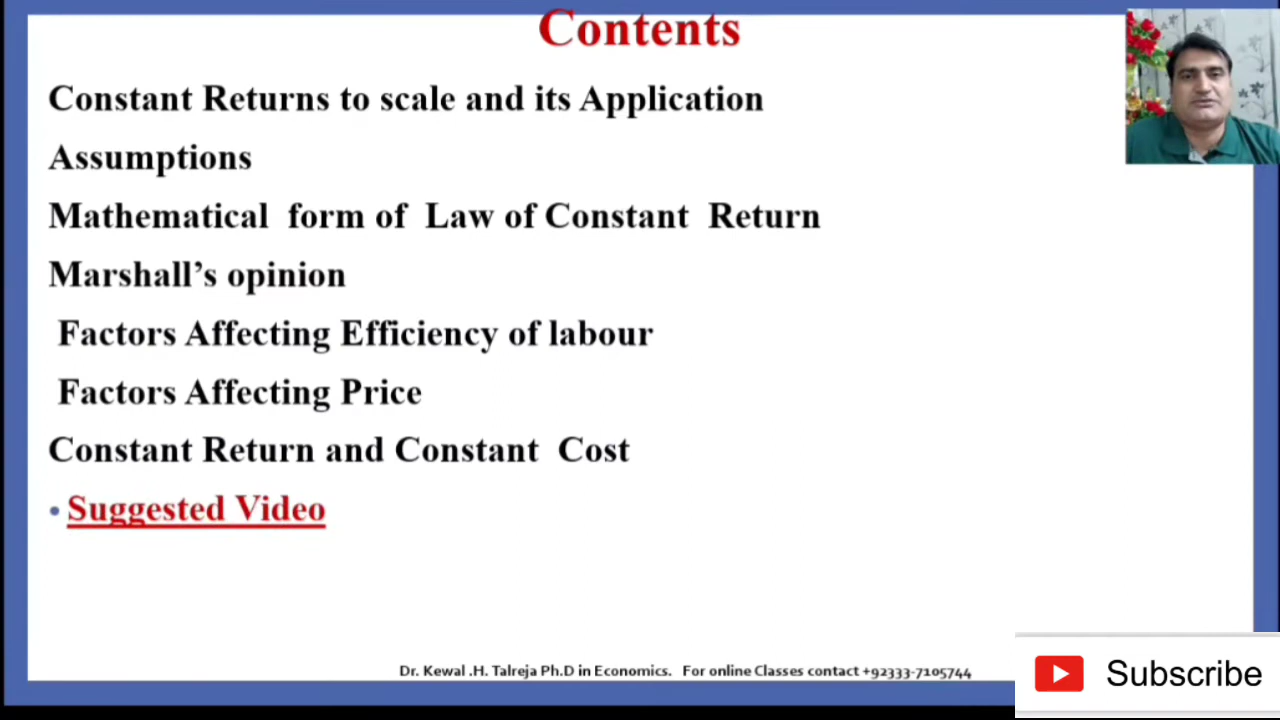 Contents
Constant Returns to scale and its Application
Assumptions
Mathematical form of Law of Constant Return
Marshall’s opinion
Factors Affecting Efficiency of labour
Factors Affecting Price
Constant Return and Constant Cost
• Suggested Video
Dr. Kewal .H. Talreja Ph.D in Economics. For online Classes contact +92333-7105744
Subscribe